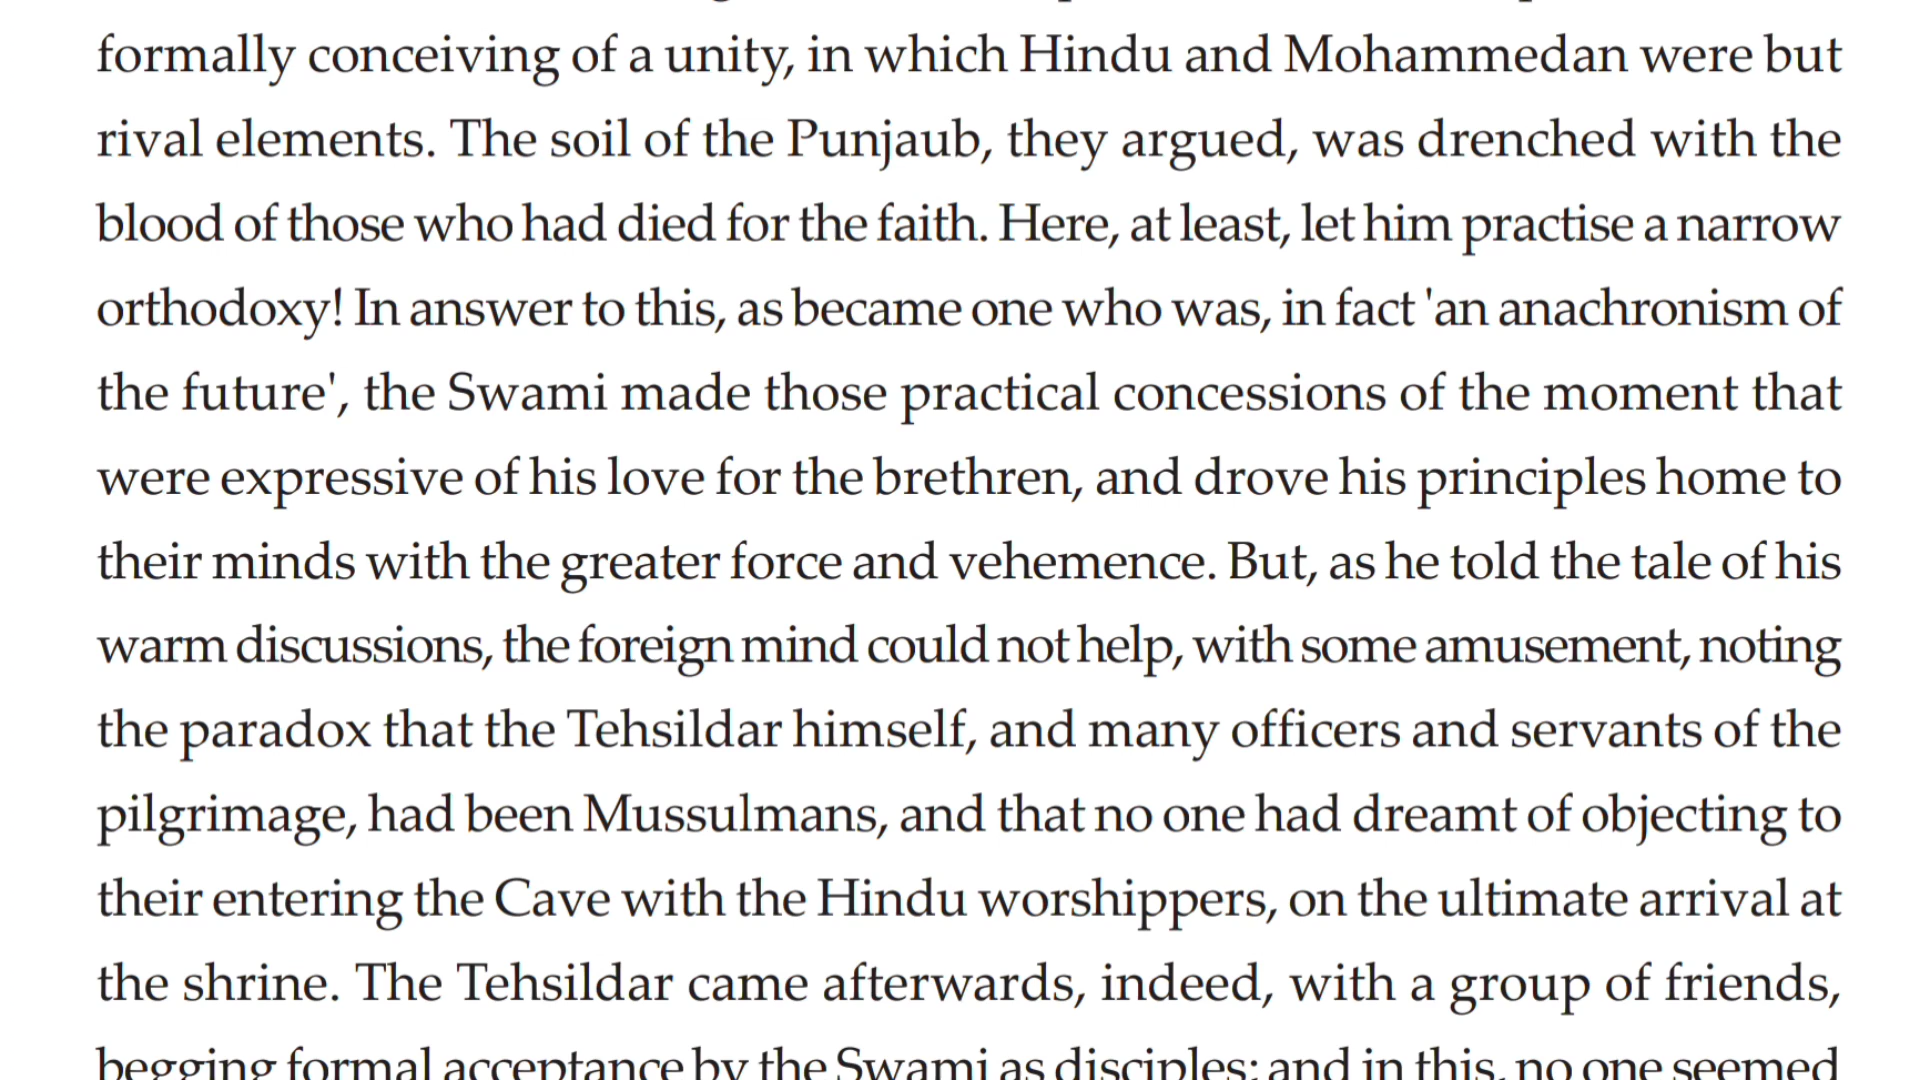 formally conceiving of a unity, in which Hindu and Mohammedan were but
rival elements. The soil of the Punjaub, they argued, was drenched with the
blood of those who had died for the faith. Here, at least, let him practise a narrow
orthodoxy! In answer to this, as became one who was, in fact 'an anachronism of
the future', the Swami made those practical concessions of the moment that
were expressive of his love for the brethren, and drove his principles home to
their minds with the greater force and vehemence. But, as he told the tale of his
warm discussions, the foreign mind could not help, with some amusement, noting
the paradox that the Tehsildar himself, and many officers and servants of the
pilgrimage, had been Mussulmans, and that no one had dreamt of objecting to
their entering the Cave with the Hindu worshippers, on the ultimate arrival at
the shrine. The Tehsildar came afterwards, indeed, with a group of friends,
begging formal acceptance by the Swami as disciples; and in this, no one seemed